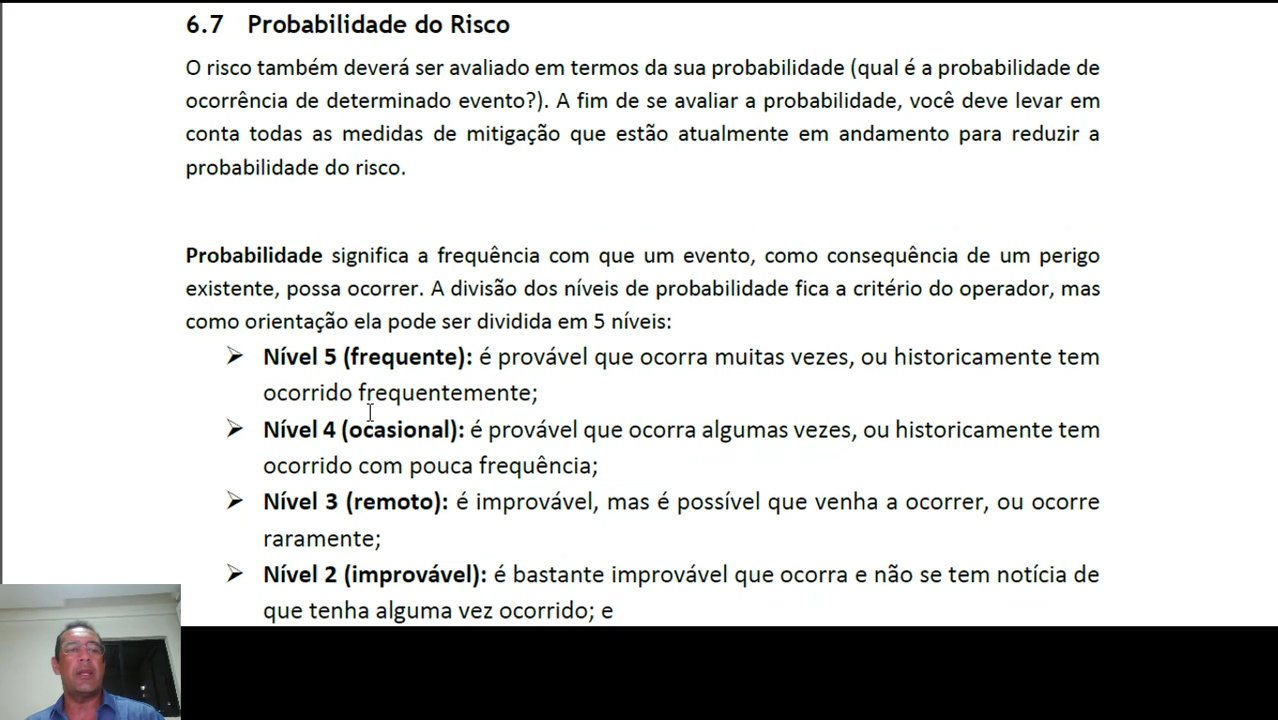 6.7 Probabilidade do Risco
O risco também deverá ser avaliado em termos da sua probabilidade (qual é a probabilidade de
ocorrência de determinado evento?). A fim de se avaliar a probabilidade, você deve levar em
conta todas as medidas de mitigação que estão atualmente em andamento para reduzir a
probabilidade do risco.
Probabilidade significa a frequência com que um evento, como consequência de um perigo
existente, possa ocorrer. A divisão dos níveis de probabilidade fica a critério do operador, mas
como orientação ela pode ser dividida em 5 níveis:
➢ Nível 5 (frequente): é provável que ocorra muitas vezes, ou historicamente tem
ocorrido frequentemente;
➢ Nível 4 (ocasional): é provável que ocorra algumas vezes, ou historicamente tem
ocorrido com pouca frequência;
➢ Nível 3 (remoto): é improvável, mas é possível que venha a ocorrer, ou ocorre
raramente;
➢ Nível 2 (improvável): é bastante improvável que ocorra e não se tem notícia de
que tenha alguma vez ocorrido; e